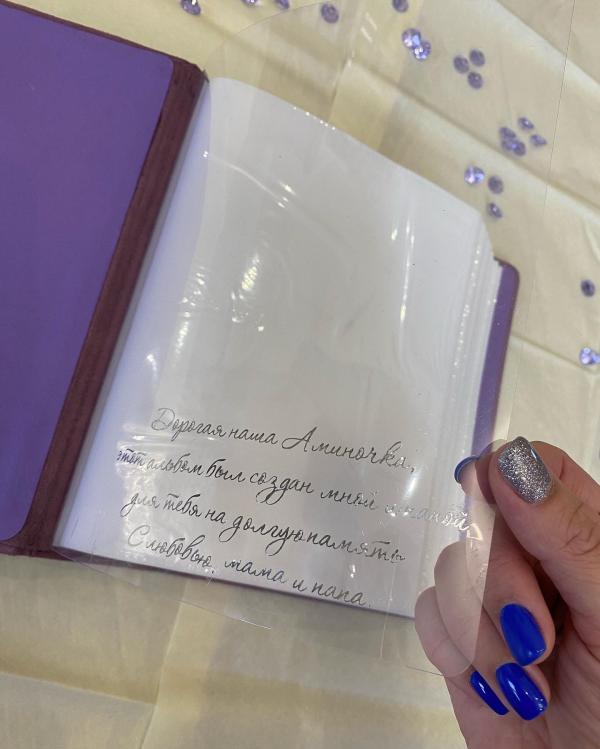 Дорогая наша Аминочка,
этот альбом был создан мной и папой
для тебя на долгую память
С любовью, мама и папа.